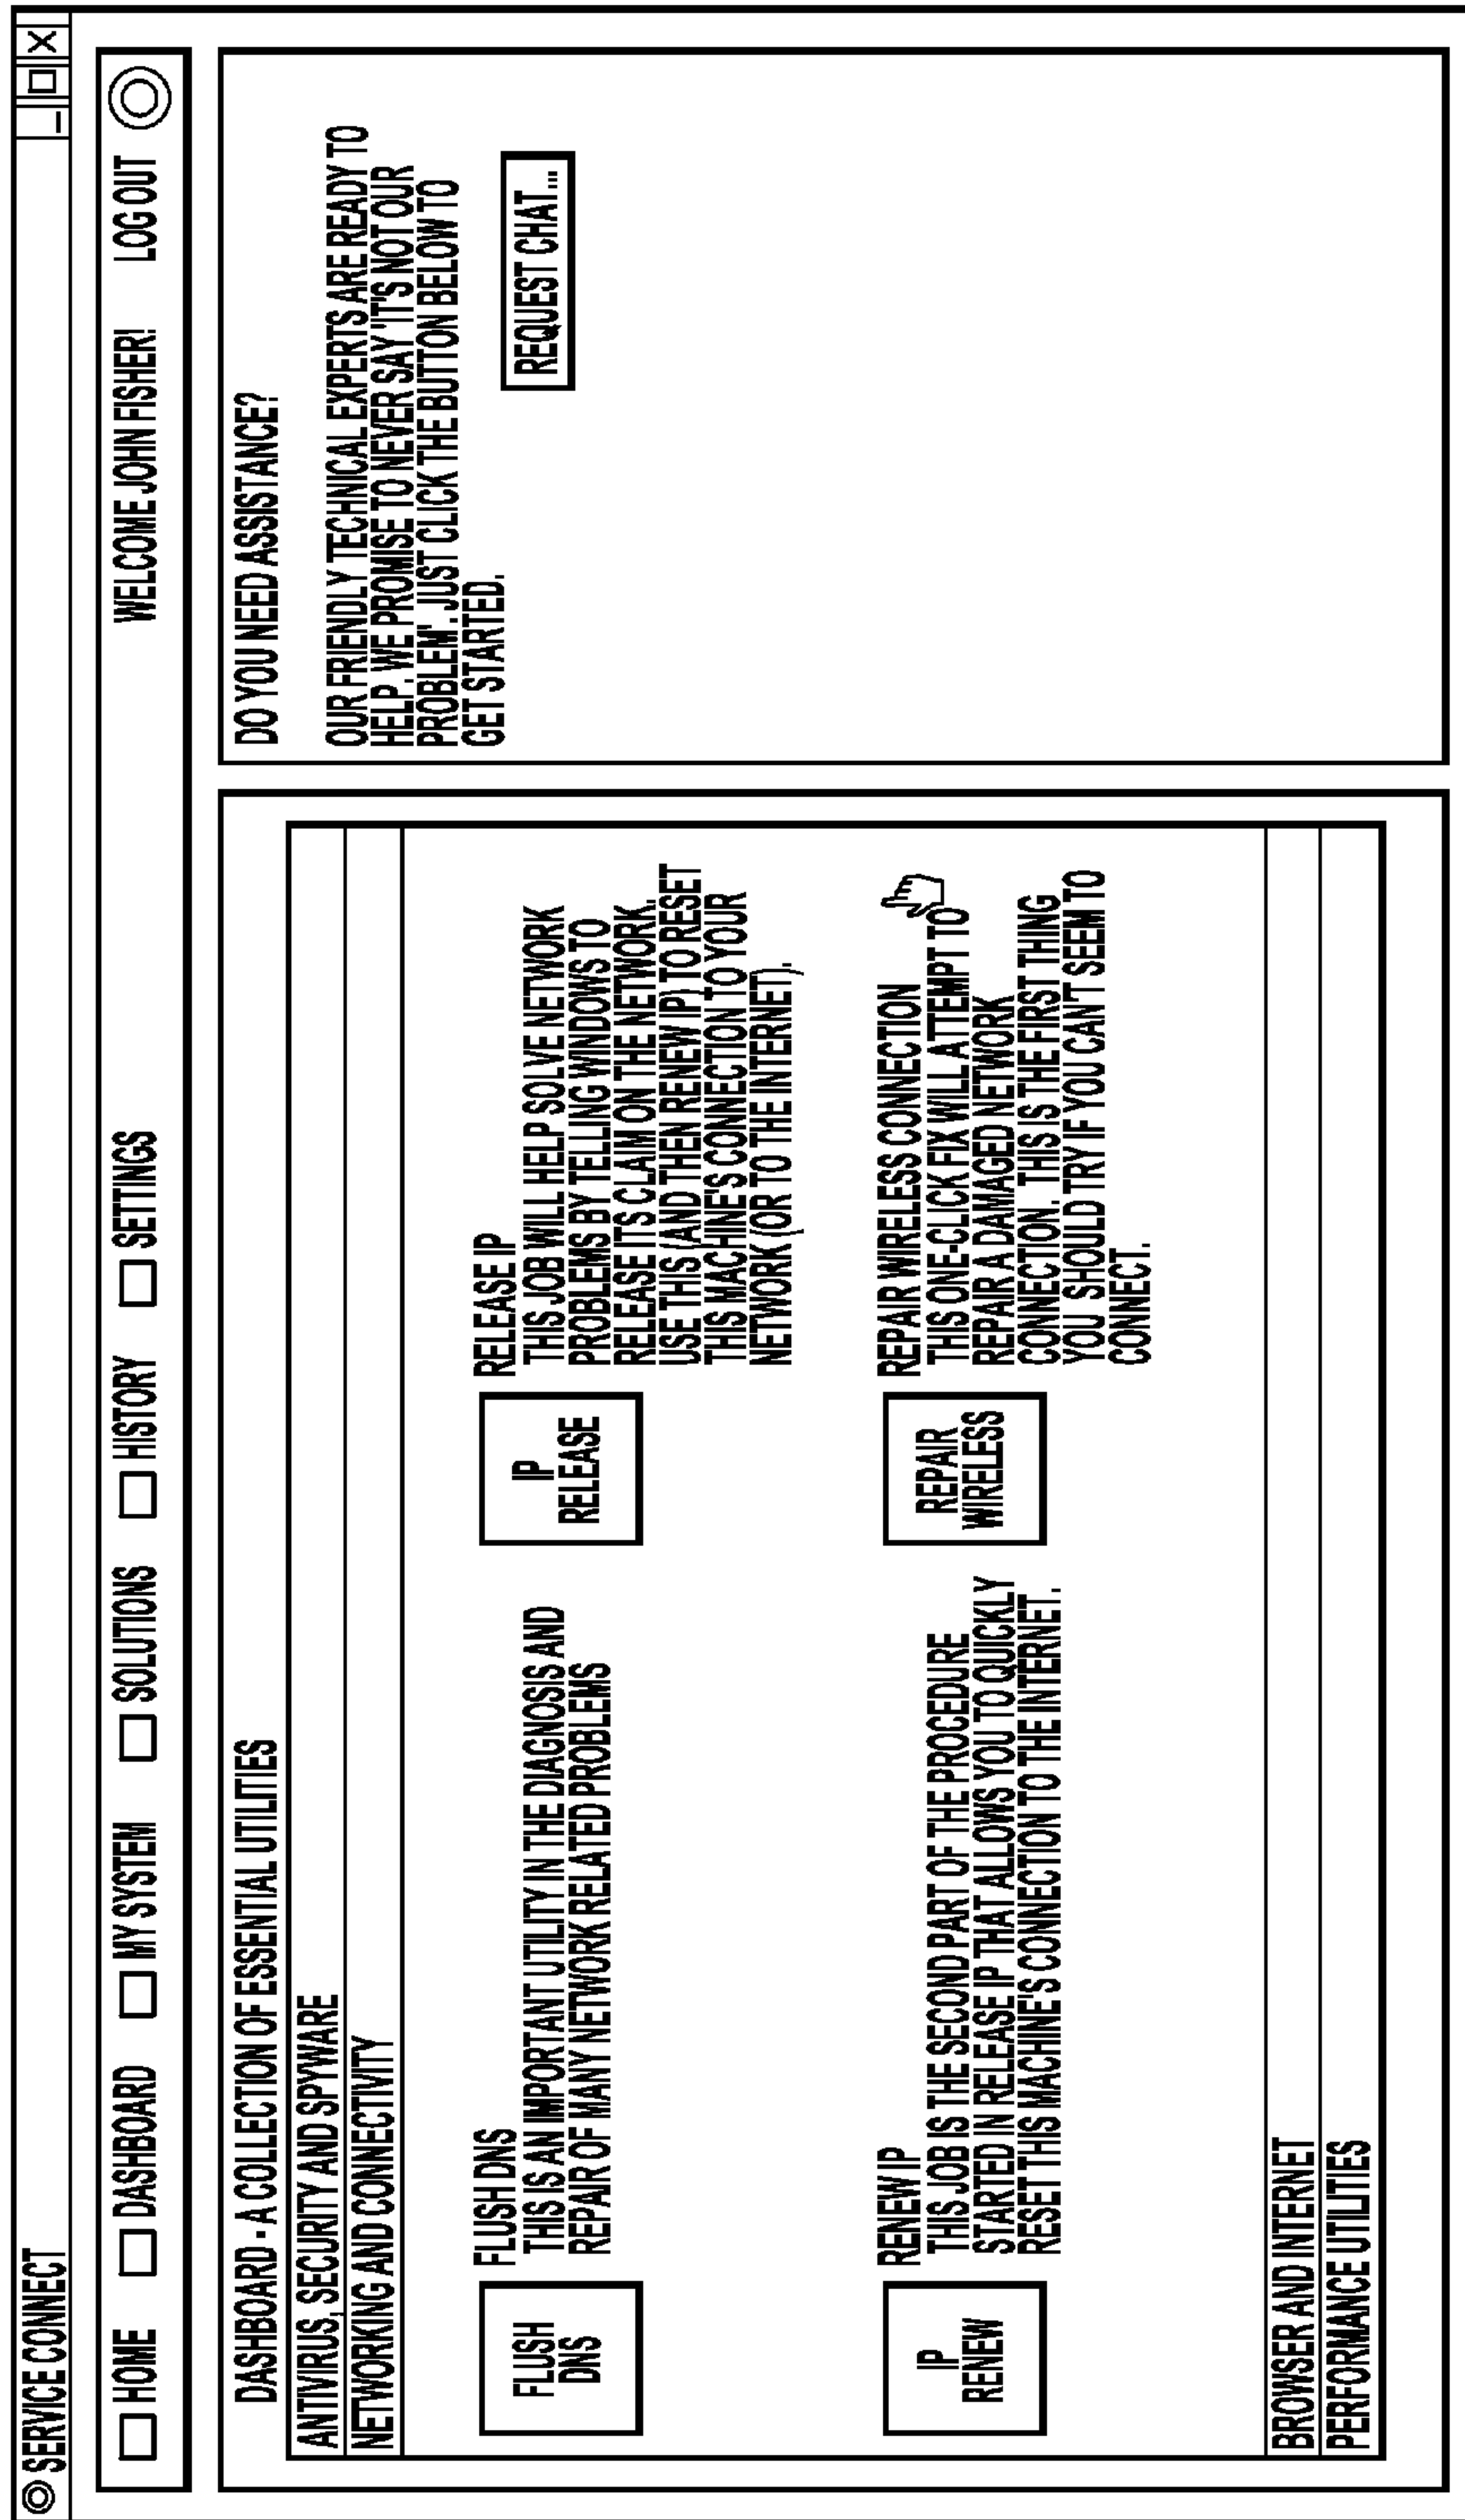 SERVICE CONNECT
HOME DASHBOARD MY SYSTEM SOLUTIONS HISTORY SETTINGS WELCOME JOHN FISHER! LOG OUT
DASHBOARD - A COLLECTION OF ESSENTIAL UTILITIES
ANTIVIRUS, SECURITY AND SPYWARE
NETWORKING AND CONNECTIVITY
FLUSH
DNS
FLUSH DNS
THIS IS AN IMPORTANT UTILITY IN THE DIAGNOSIS AND
REPAIR OF MANY NETWORK RELATED PROBLEMS
IP
RELEASE
RELEASE IP
THIS JOB WILL HELP SOLVE NETWORK
PROBLEMS BY TELLING WINDOWS TO
RELEASE ITS CLAIM ON THE NETWORK.
USE THIS (AND THEN RENEW IP) TO RESET
THIS MACHINE'S CONNECTION TO YOUR
NETWORK (OR TO THE INTERNET).
IP
RENEW
RENEW IP
THIS JOB IS THE SECOND PART OF THE PROCEDURE
STARTED IN RELEASE IP THAT ALLOWS YOU TO QUICKLY
RESET THIS MACHINE'S CONNECTION TO THE INTERNET.
REPAIR
WIRELESS
REPAIR WIRELESS CONNECTION
THIS ONE-CLICK FIX WILL ATTEMPT TO
REPAIR A DAMAGED NETWORK
CONNECTION. THIS IS THE FIRST THING
YOU SHOULD TRY IF YOU CAN'T SEEM TO
CONNECT.
BROWSER AND INTERNET
PERFORMANCE UTILITIES
DO YOU NEED ASSISTANCE?
OUR FRIENDLY TECHNICAL EXPERTS ARE READY TO
HELP. WE PROMISE TO NEVER SAY 'IT'S NOT OUR
PROBLEM'. JUST CLICK THE BUTTON BELOW TO
GET STARTED.
REQUEST CHAT...